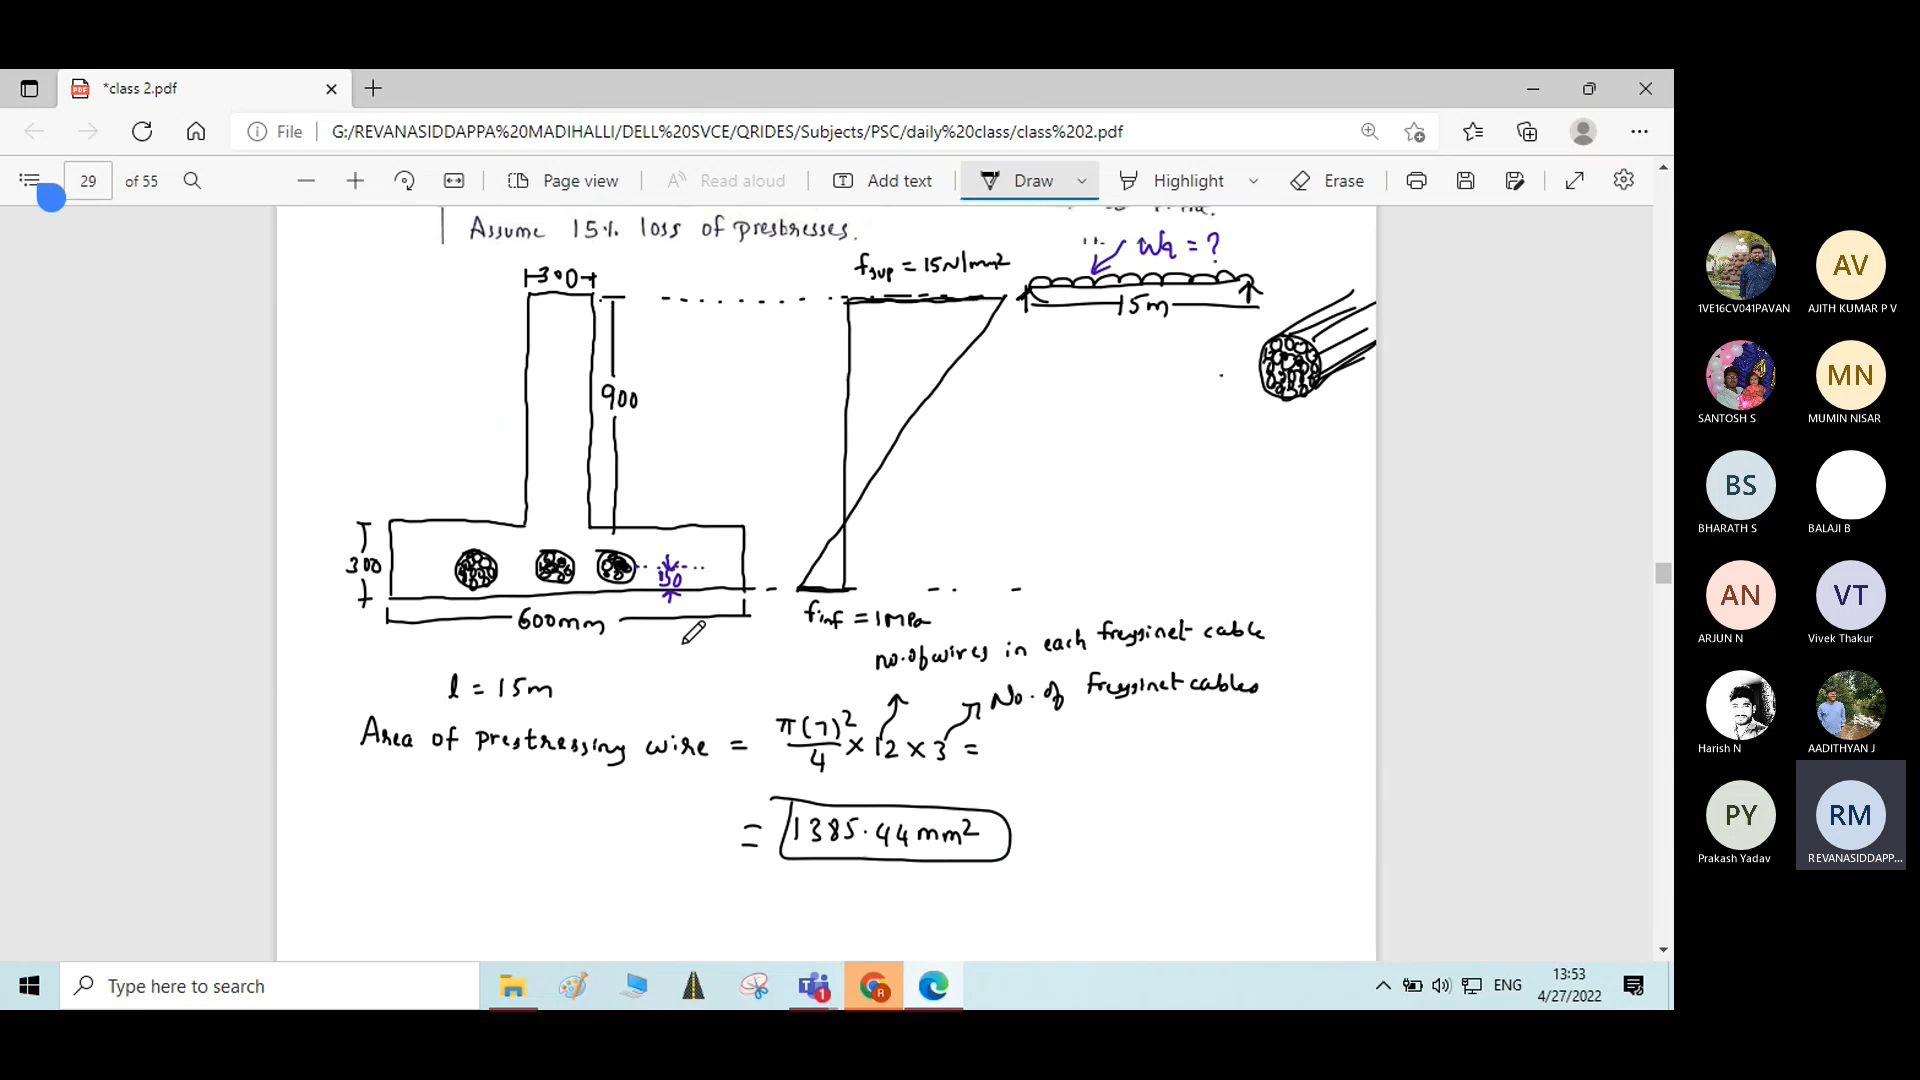 *class 2.pdf
File
G:/REVANASIDDAPPA%20MADIHALLI/DELL%20SVCE/QRIDES/Subjects/PSC/daily%20class/class%202.pdf
29 of 55
Page view
Read aloud
Add text
Draw
Highlight
Erase
Assume 15% loss of prestresses.
300
fsup = 15N/mm2
Wq = ?
15m
900
300
150
600mm
finf = 1MPa
no.of wires in each freyssinet cable
No. of freyssinet cables
l = 15m
Area of prestressing wire = π(7)2/4 × 12 × 3 =
= 1385.44mm2
1VE16CV041PAVAN
AV
AJITH KUMAR P V
SANTOSH S
MN
MUMIN NISAR
BS
BHARATH S
BALAJI B
AN
ARJUN N
VT
Vivek Thakur
Harish N
AADITHYAN J
PY
Prakash Yadav
RM
REVANASIDDAPP...
Type here to search
1
R
ENG
13:53
4/27/2022